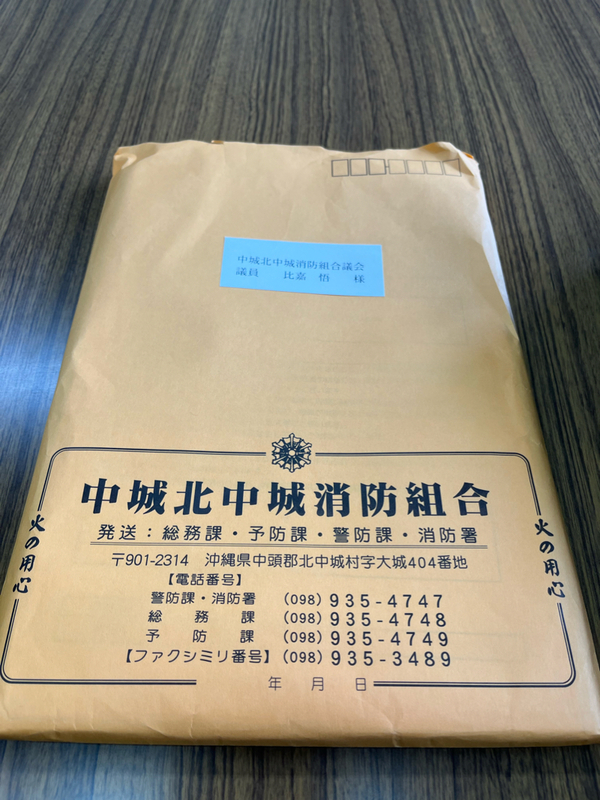 中城北中城消防組合議会
議員 比嘉 悟 様
中城北中城消防組合
発送：総務課・予防課・警防課・消防署
〒901-2314 沖縄県中頭郡北中城村字大城404番地
【電話番号】
警防課・消防署 (098) 935-4747
総務課 (098) 935-4748
予防課 (098) 935-4749
【ファクシミリ番号】(098) 935-3489
年 月 日
火の用心
火の用心